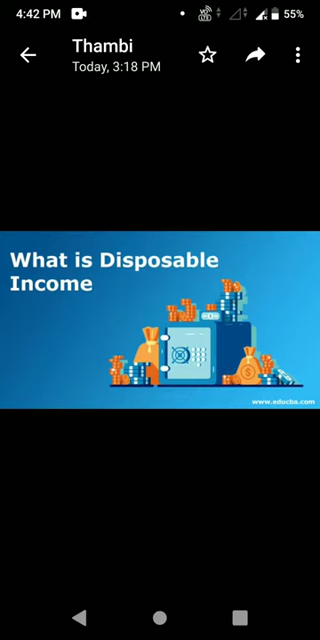 4:42 PM
55%
Thambi
Today, 3:18 PM
What is Disposable
Income
www.educba.com